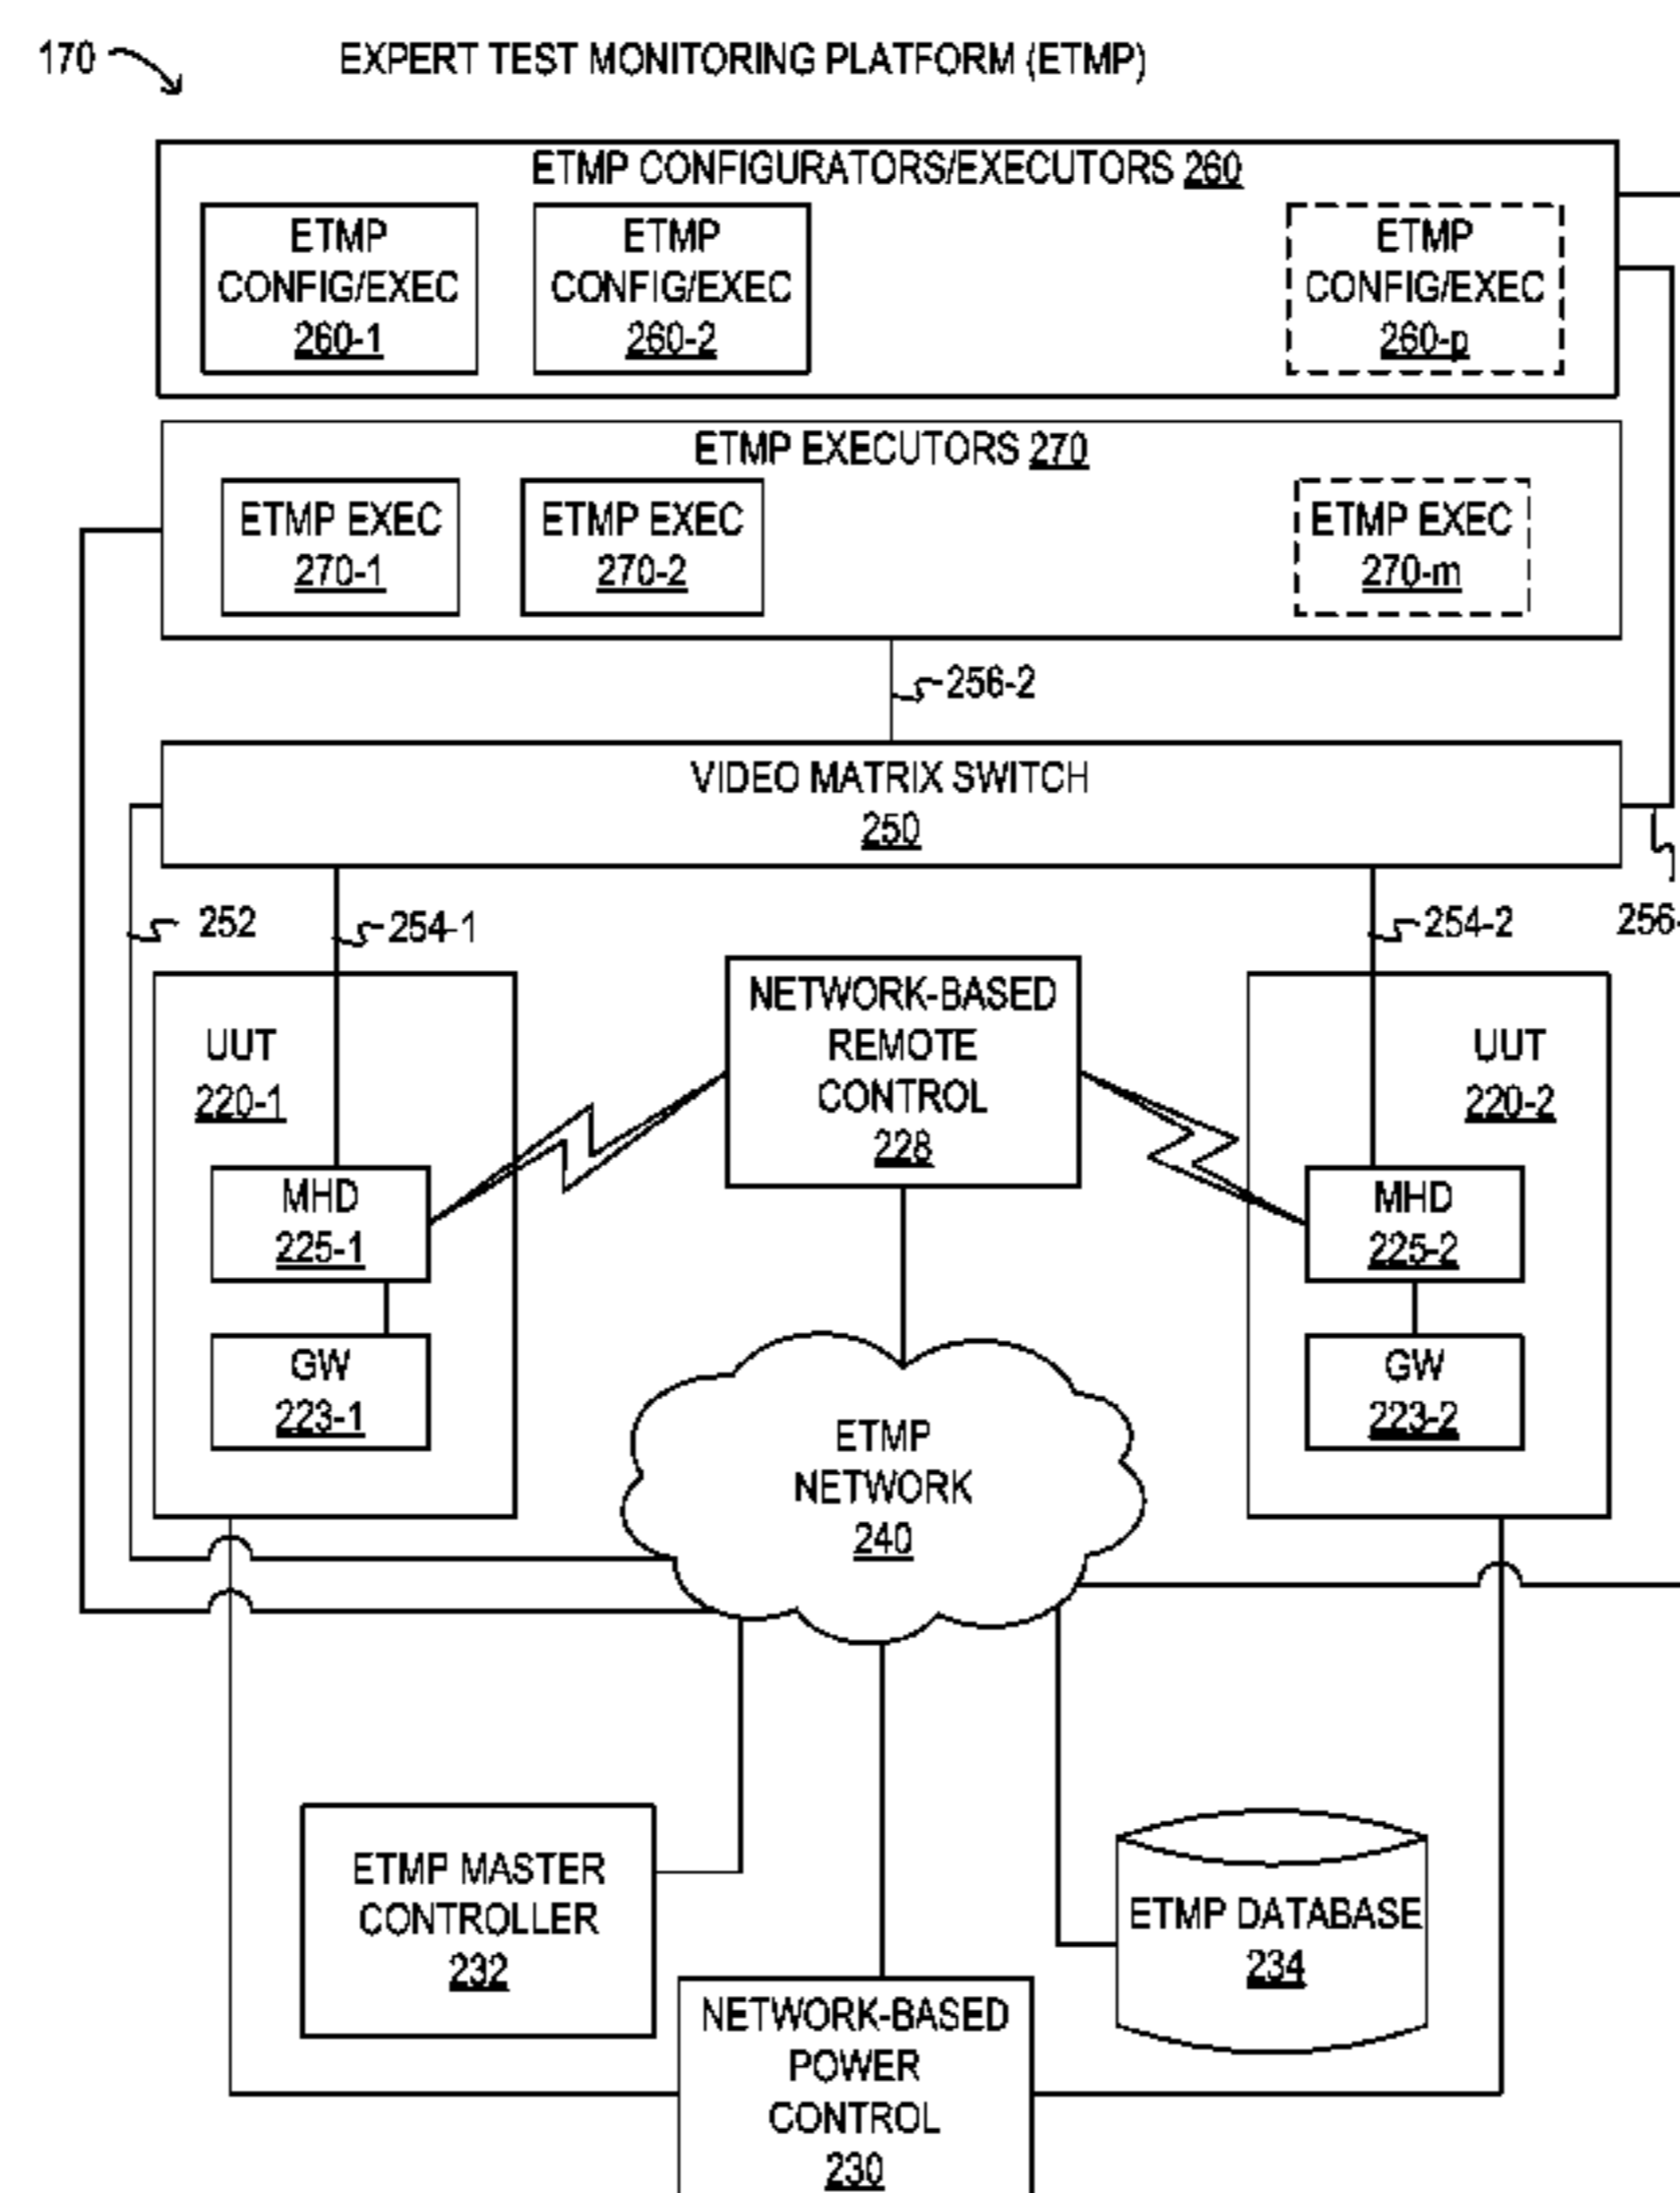 170
EXPERT TEST MONITORING PLATFORM (ETMP)
ETMP CONFIGURATORS/EXECUTORS 260
ETMP
CONFIG/EXEC
260-1
ETMP
CONFIG/EXEC
260-2
ETMP
CONFIG/EXEC
260-p
ETMP EXECUTORS 270
ETMP EXEC
270-1
ETMP EXEC
270-2
ETMP EXEC
270-m
256-2
VIDEO MATRIX SWITCH
250
252
254-1
254-2
256-
UUT
220-1
NETWORK-BASED
REMOTE
CONTROL
228
UUT
220-2
MHD
225-1
MHD
225-2
GW
223-1
GW
223-2
ETMP
NETWORK
240
ETMP MASTER
CONTROLLER
232
ETMP DATABASE
234
NETWORK-BASED
POWER
CONTROL
230